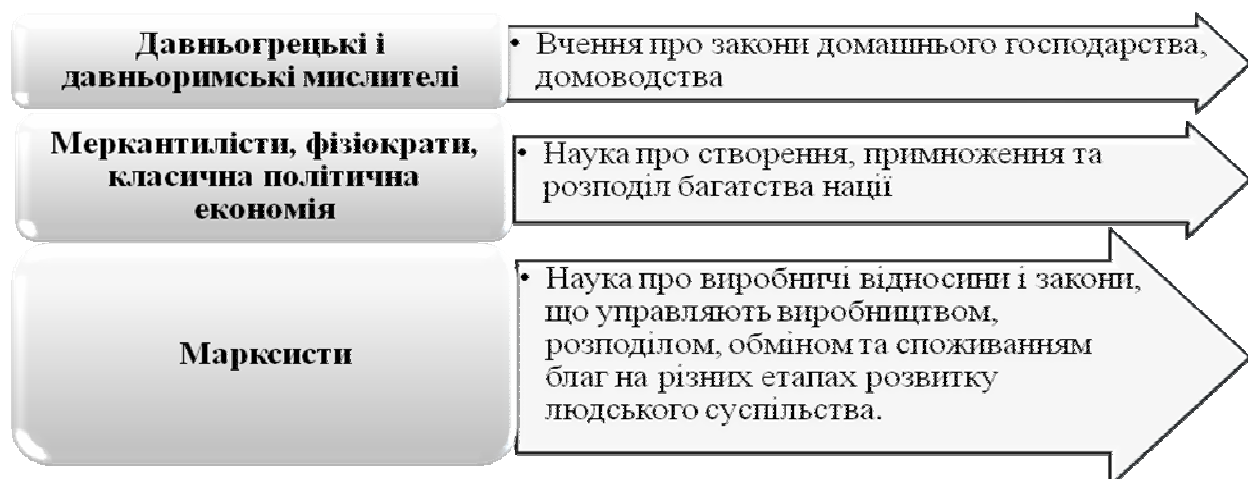 Давньогрецькі і
давньоримські мислителі
• Вчення про закони домашнього господарства,
домоводства
Меркантилісти, фізіократи,
класична політична
економія
• Наука про створення, примноження та
розподіл багатства нації
Марксисти
• Наука про виробничі відносини і закони,
що управляють виробництвом,
розподілом, обміном та споживанням
благ на різних етапах розвитку
людського суспільства.